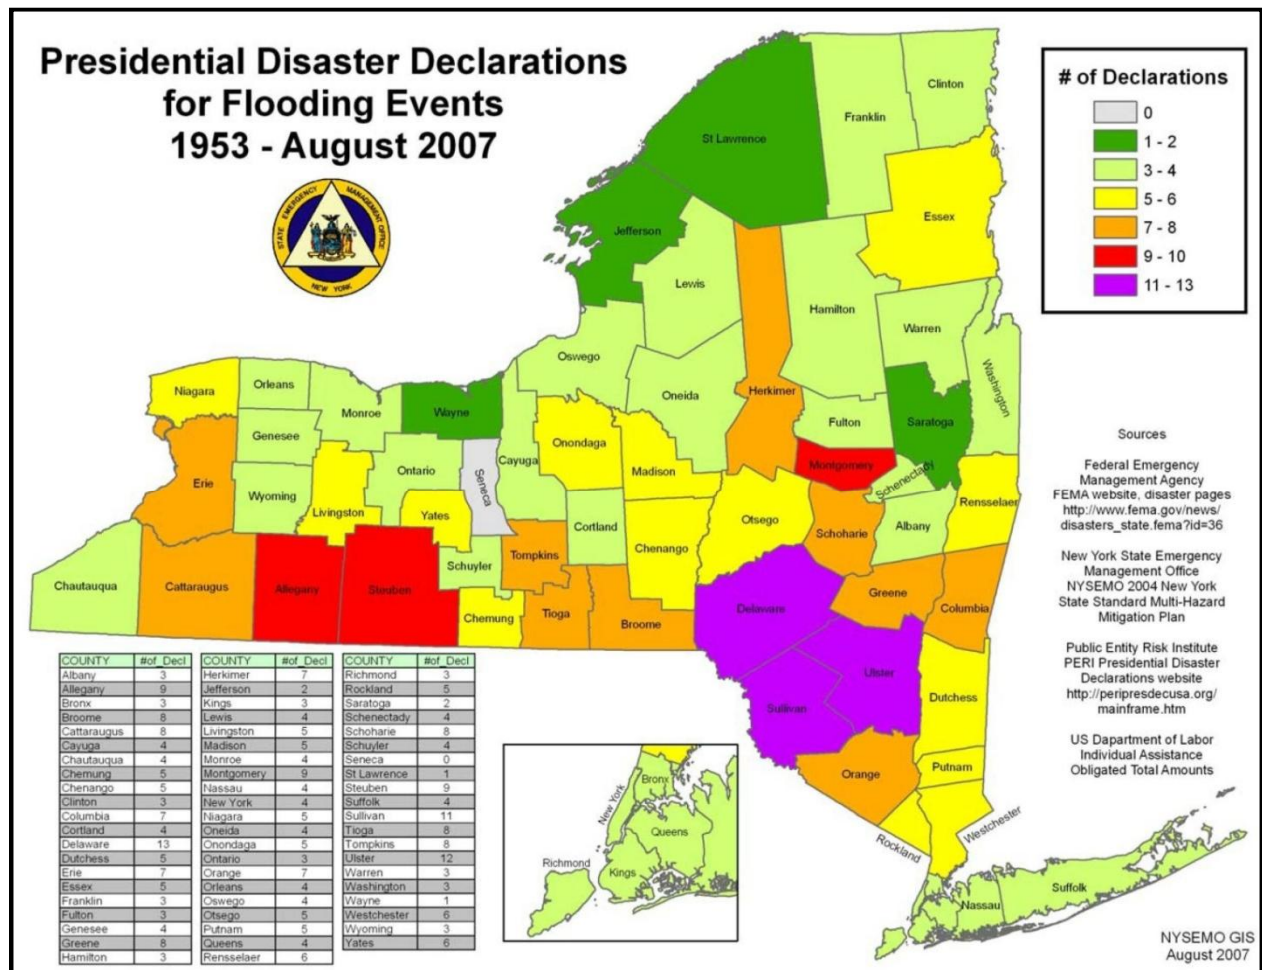 Presidential Disaster Declarations
for Flooding Events
1953 - August 2007
STATE EMERGENCY MANAGEMENT OFFICE
NEW YORK
# of Declarations
0
1 - 2
3 - 4
5 - 6
7 - 8
9 - 10
11 - 13
Clinton
Franklin
St Lawrence
Essex
Jefferson
Lewis
Hamilton
Warren
Washington
Oswego
Herkimer
Oneida
Niagara
Orleans
Monroe
Wayne
Fulton
Saratoga
Genesee
Onondaga
Cayuga
Madison
Montgomery
Schenectady
Erie
Ontario
Seneca
Wyoming
Livingston
Yates
Otsego
Rensselaer
Cortland
Albany
Schoharie
Chenango
Tompkins
Schuyler
Chautauqua
Cattaraugus
Allegany
Steuben
Greene
Columbia
Delaware
Chemung
Tioga
Broome
Ulster
Dutchess
Sullivan
Putnam
Orange
Rockland
Westchester
Suffolk
Nassau
New York
Bronx
Queens
Richmond
Kings
Sources
Federal Emergency
Management Agency
FEMA website, disaster pages
http://www.fema.gov/news/
disasters_state.fema?id=36
New York State Emergency
Management Office
NYSEMO 2004 New York
State Standard Multi-Hazard
Mitigation Plan
Public Entity Risk Institute
PERI Presidential Disaster
Declarations website
http://peripresdecusa.org/
mainframe.htm
US Dapartment of Labor
Individual Assistance
Obligated Total Amounts
COUNTY #of_Decl
Albany 3
Allegany 9
Bronx 3
Broome 8
Cattaraugus 8
Cayuga 4
Chautauqua 4
Chemung 5
Chenango 5
Clinton 3
Columbia 7
Cortland 4
Delaware 13
Dutchess 5
Erie 7
Essex 5
Franklin 3
Fulton 3
Genesee 4
Greene 8
Hamilton 3
COUNTY #of_Decl
Herkimer 7
Jefferson 2
Kings 3
Lewis 4
Livingston 5
Madison 5
Monroe 4
Montgomery 9
Nassau 4
New York 4
Niagara 5
Oneida 4
Onondaga 5
Ontario 3
Orange 7
Orleans 4
Oswego 4
Otsego 5
Putnam 5
Queens 4
Rensselaer 6
COUNTY #of_Decl
Richmond 3
Rockland 5
Saratoga 2
Schenectady 4
Schoharie 8
Schuyler 4
Seneca 0
St Lawrence 1
Steuben 9
Suffolk 4
Sullivan 11
Tioga 8
Tompkins 8
Ulster 12
Warren 3
Washington 3
Wayne 1
Westchester 6
Wyoming 3
Yates 6
NYSEMO GIS
August 2007